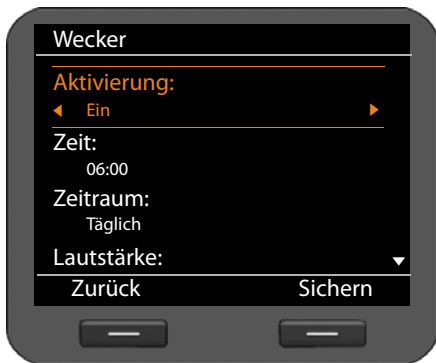 Wecker
Aktivierung:
Ein
Zeit:
06:00
Zeitraum:
Täglich
Lautstärke:
Zurück Sichern